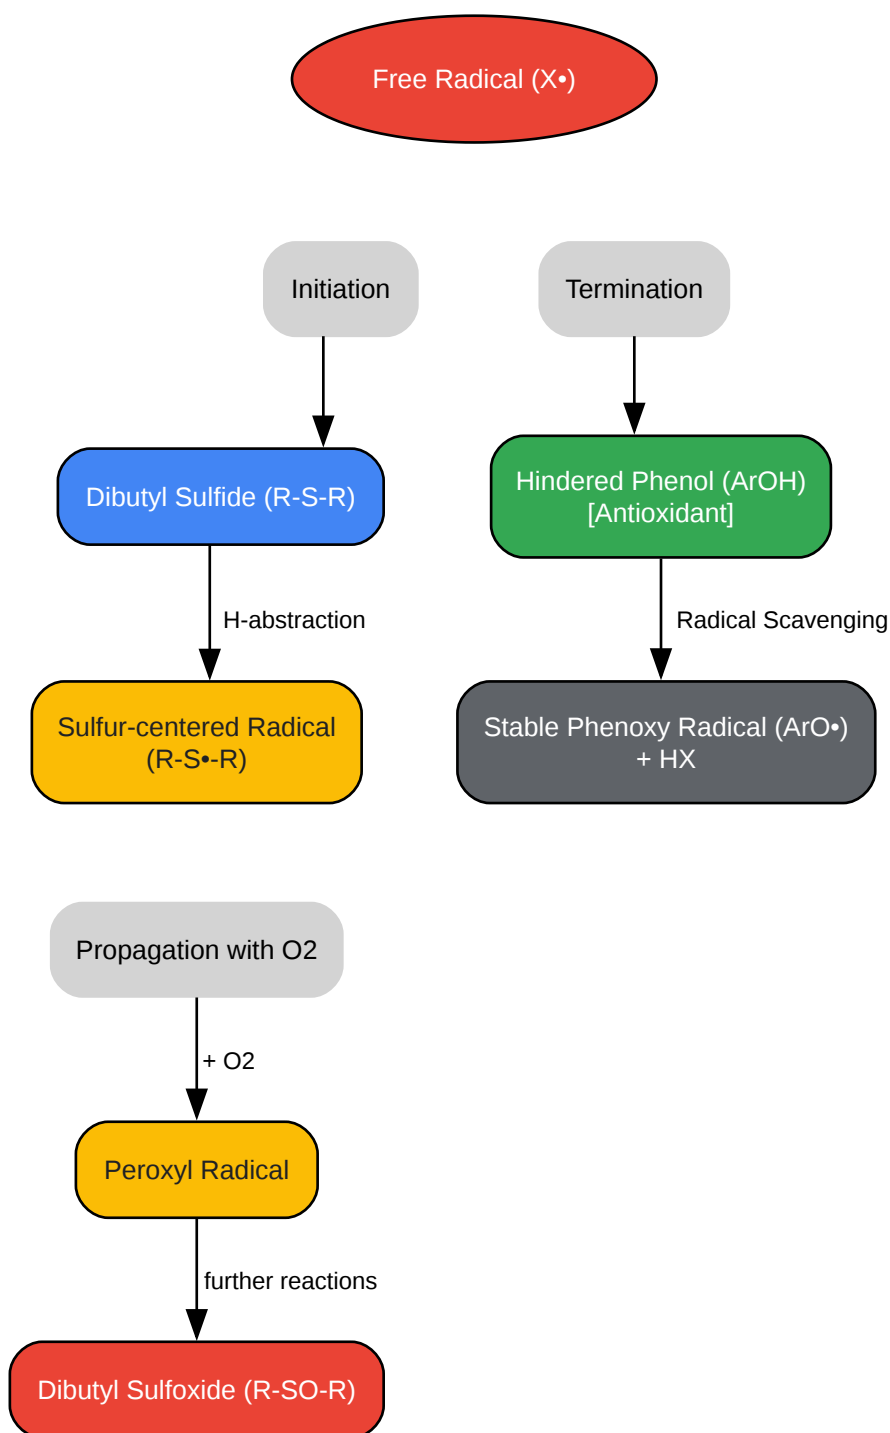 Free Radical (X•)
Initiation
Termination
Dibutyl Sulfide (R-S-R)
Hindered Phenol (ArOH)
[Antioxidant]
H-abstraction
Radical Scavenging
Sulfur-centered Radical
(R-S•-R)
Stable Phenoxy Radical (ArO•)
+ HX
Propagation with O2
+ O2
Peroxyl Radical
further reactions
Dibutyl Sulfoxide (R-SO-R)